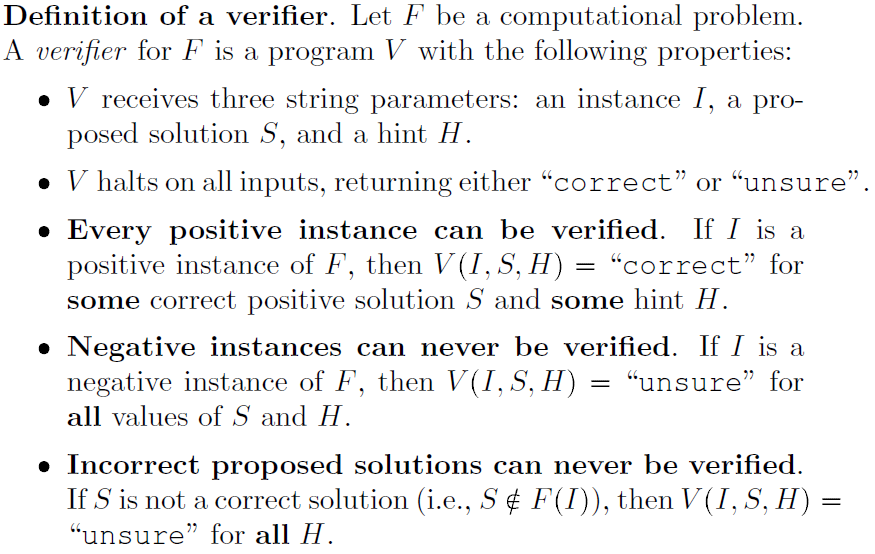 Definition of a verifier. Let F be a computational problem.
A verifier for F is a program V with the following properties:
• V receives three string parameters: an instance I, a pro-
posed solution S, and a hint H.
• V halts on all inputs, returning either “correct” or “unsure”.
• Every positive instance can be verified. If I is a
positive instance of F, then V(I, S, H) = “correct” for
some correct positive solution S and some hint H.
• Negative instances can never be verified. If I is a
negative instance of F, then V(I, S, H) = “unsure” for
all values of S and H.
• Incorrect proposed solutions can never be verified.
If S is not a correct solution (i.e., S ∉ F(I)), then V(I, S, H) =
“unsure” for all H.